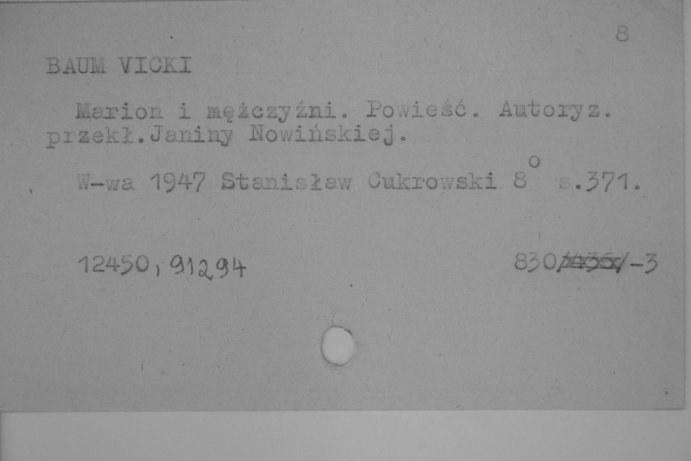 8
BAUM VICKI
Marion i mężczyźni. Powieść. Autoryz.
przekł.Janiny Nowińskiej.
W-wa 1947 Stanisław Cukrowski 8° s.371.
12450, 91294 830/436/-3